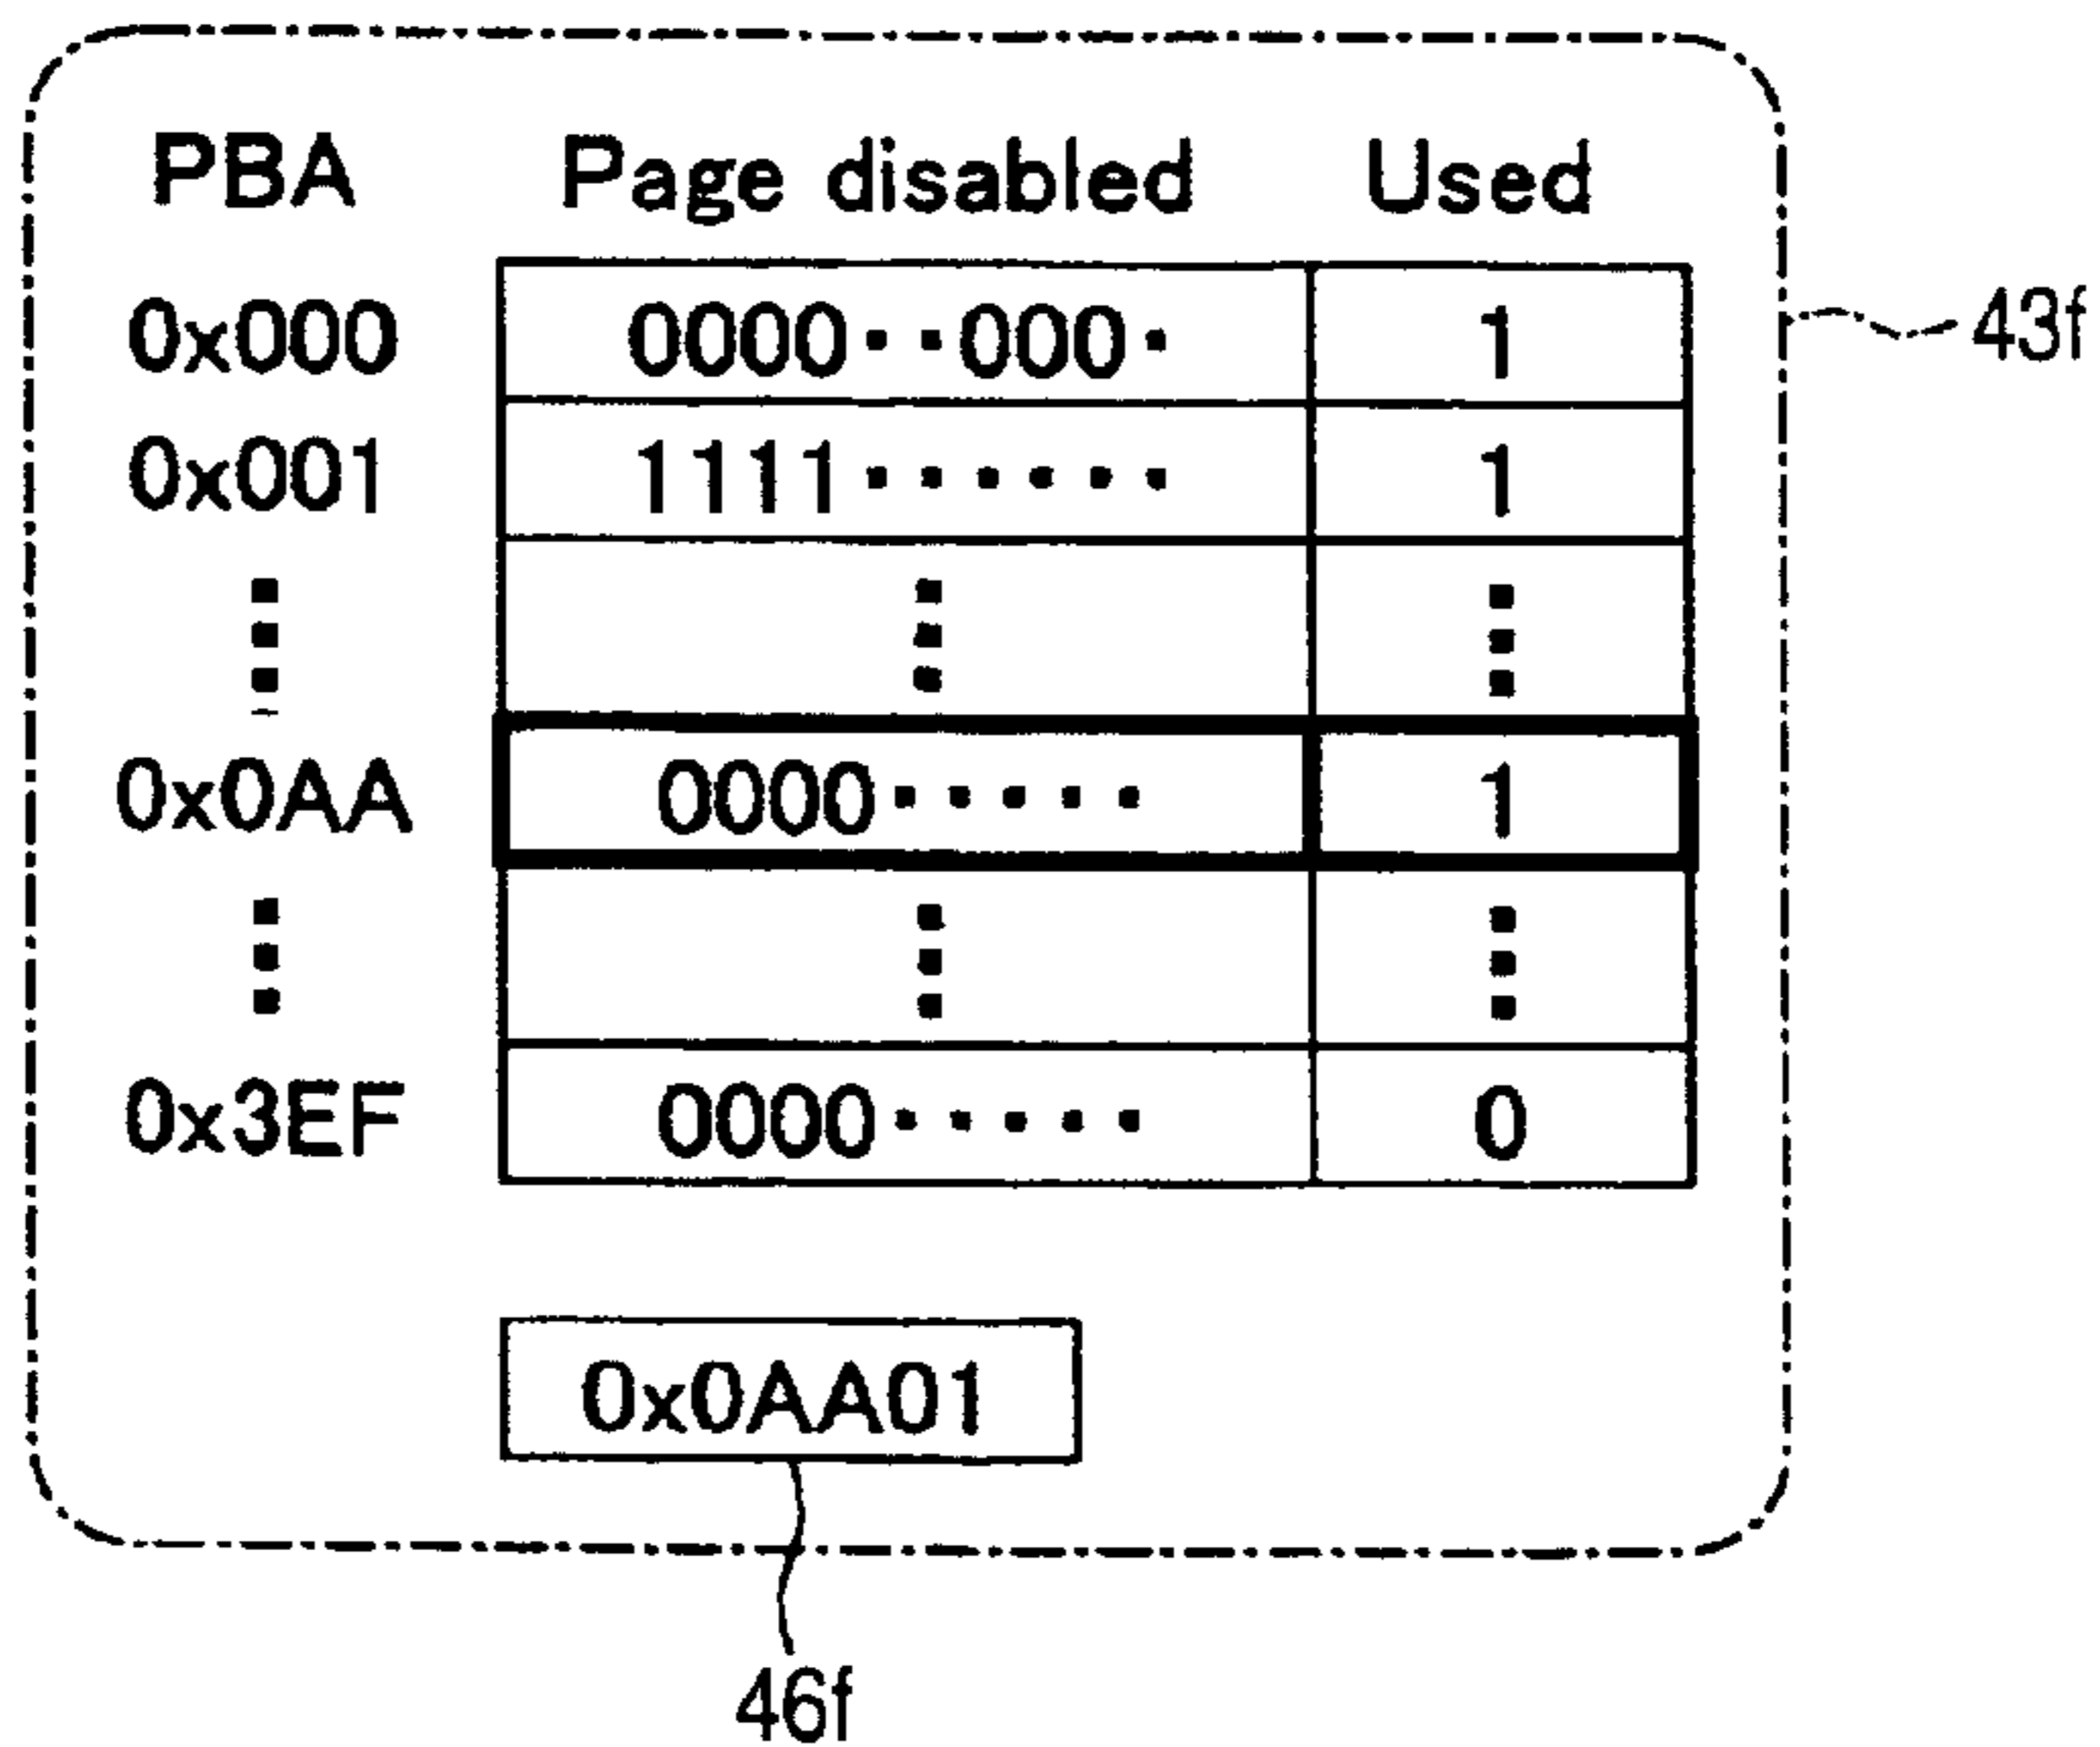 PBA Page disabled Used
0x000 0000··000· 1
43f
0x001 1111······ 1
0x0AA 0000····· 1
0x3EF 0000····· 0
0x0AA01
46f